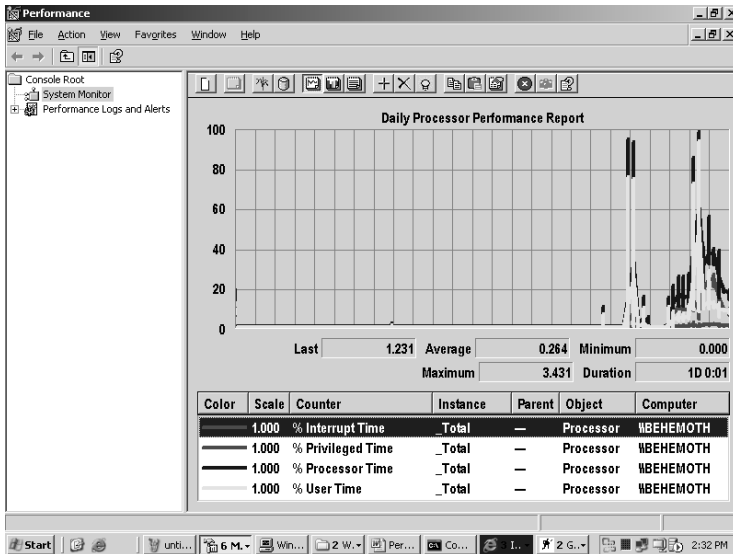 Performance
File Action View Favorites Window Help
Console Root
System Monitor
Performance Logs and Alerts
Daily Processor Performance Report
100
80
60
40
20
0
Last 1.231 Average 0.264 Minimum 0.000
Maximum 3.431 Duration 1D 0:01
Color Scale Counter Instance Parent Object Computer
1.000 % Interrupt Time _Total — Processor \\BEHEMOTH
1.000 % Privileged Time _Total — Processor \\BEHEMOTH
1.000 % Processor Time _Total — Processor \\BEHEMOTH
1.000 % User Time _Total — Processor \\BEHEMOTH
Start unti... 6 M. Win... 2 W. Per... Co... 3 I.. 2 G.. 2:32 PM